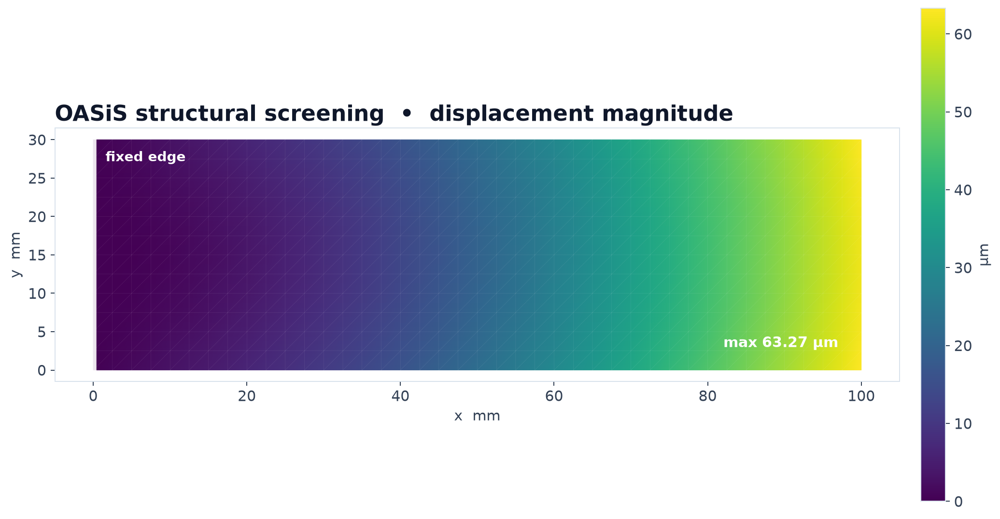 OASiS structural screening • displacement magnitude
fixed edge
max 63.27 µm
30
25
20
15
10
5
0
y mm
0 20 40 60 80 100
x mm
60
50
40
30
20
10
0
µm